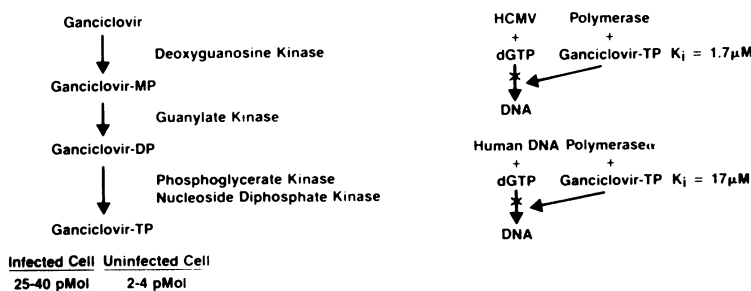 Ganciclovir
Deoxyguanosine Kinase
Ganciclovir-MP
Guanylate Kinase
Ganciclovir-DP
Phosphoglycerate Kinase
Nucleoside Diphosphate Kinase
Ganciclovir-TP
Infected Cell Uninfected Cell
25-40 pMol 2-4 pMol
HCMV Polymerase
+ +
dGTP Ganciclovir-TP Ki = 1.7μM
DNA
Human DNA Polymeraseα
+ +
dGTP Ganciclovir-TP Ki = 17μM
DNA